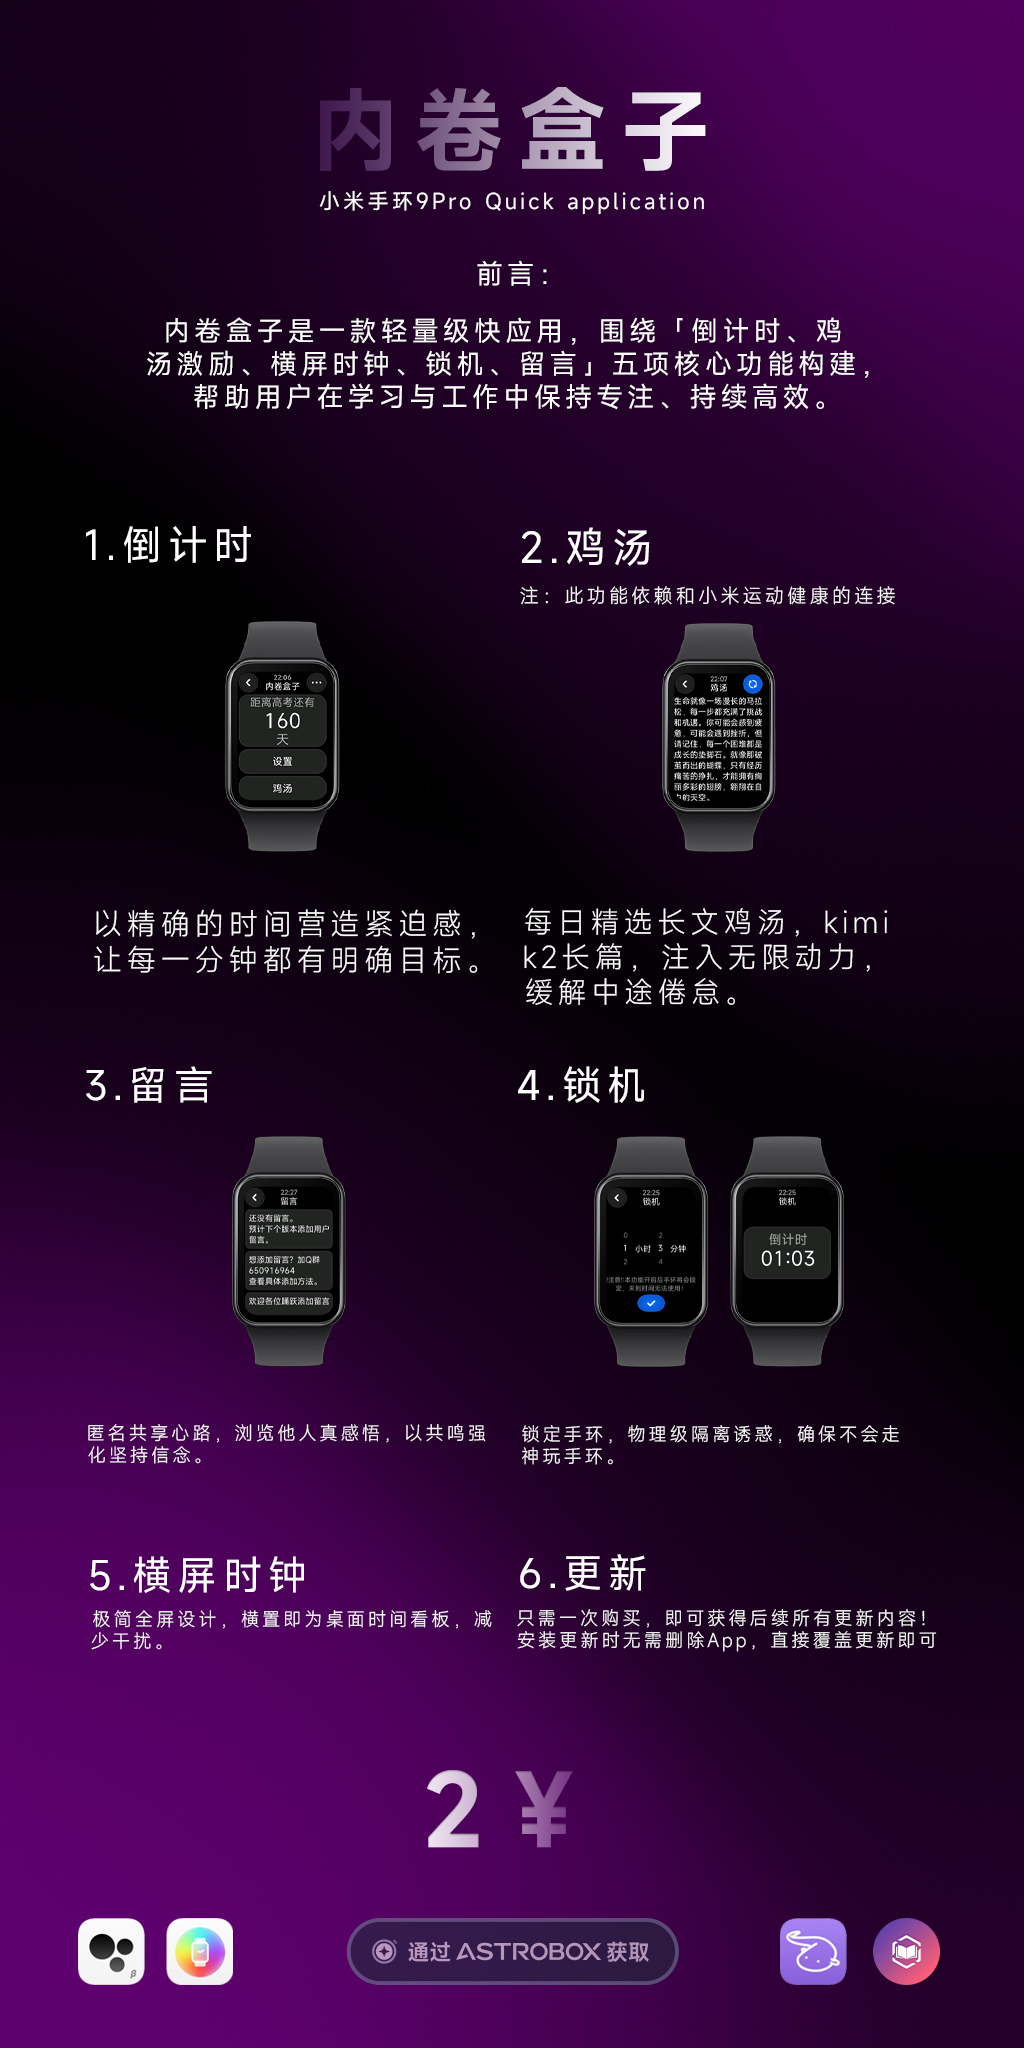 内卷盒子
小米手环9Pro Quick application
前言：
内卷盒子是一款轻量级快应用，围绕「倒计时、鸡
汤激励、横屏时钟、锁机、留言」五项核心功能构建，
帮助用户在学习与工作中保持专注、持续高效。
1.倒计时
22:06
内卷盒子
距离高考还有
160
天
设置
鸡汤
以精确的时间营造紧迫感，
让每一分钟都有明确目标。
2.鸡汤
注：此功能依赖和小米运动健康的连接
22:07
鸡汤
生命就像一场漫长的马拉
松，每一步都充满了挑战
和机遇。你可能会感到疲
惫，可能会遇到挫折，但
请记住，每一个困难都是
成长的垫脚石。就像那破
茧而出的蝴蝶，只有经历
痛苦的挣扎，才能拥有绚
丽多彩的翅膀，翱翔在自
由的天空。
每日精选长文鸡汤，kimi
k2长篇，注入无限动力，
缓解中途倦怠。
3.留言
22:27
留言
还没有留言。
预计下个版本添加用户
留言。
想添加留言？加Q群
650916964
查看具体添加方法。
欢迎各位踊跃添加留言
匿名共享心路，浏览他人真感悟，以共鸣强
化坚持信念。
4.锁机
22:25
锁机
0 2
1 小时 3 分钟
2 4
!注意!:本功能开启后手环将会锁
定，未到时间无法使用！
22:25
锁机
倒计时
01:03
锁定手环，物理级隔离诱惑，确保不会走
神玩手环。
5.横屏时钟
极简全屏设计，横置即为桌面时间看板，减
少干扰。
6.更新
只需一次购买，即可获得后续所有更新内容！
安装更新时无需删除App，直接覆盖更新即可
2 ¥
β
通过 ASTROBOX 获取